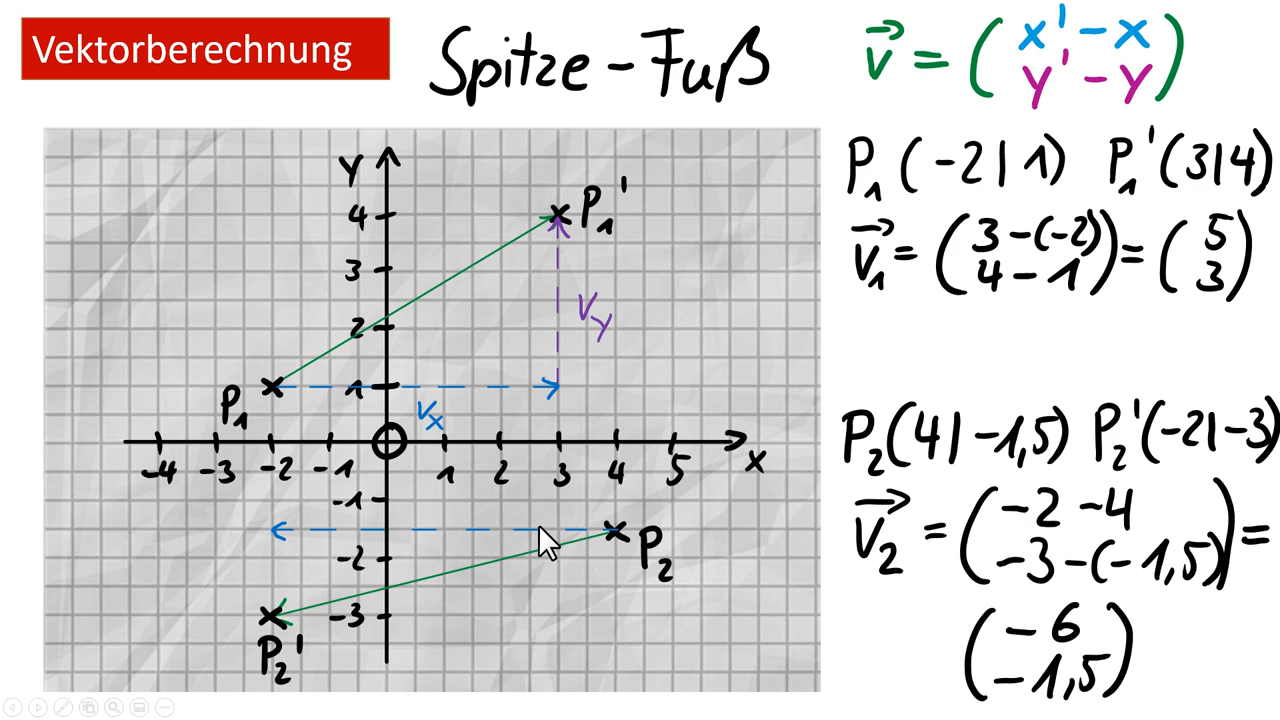 Vektorberechnung
Spitze-Fuß
v = ( x' - x
y' - y )
P1 (-2 | 1) P1' (3|4)
v1 = ( 3 - (-2)
4 - 1 ) = ( 5
3 )
P2 (4 | -1,5) P2' (-2|-3)
V2 = ( -2 -4
-3 - (-1,5) ) =
( -6
-1,5 )
y
4
3
2
1
P1'
Vy
P1
Vx
-4 -3 -2 -1 0 1 2 3 4 5 x
-1
-2
-3
P2
P2'